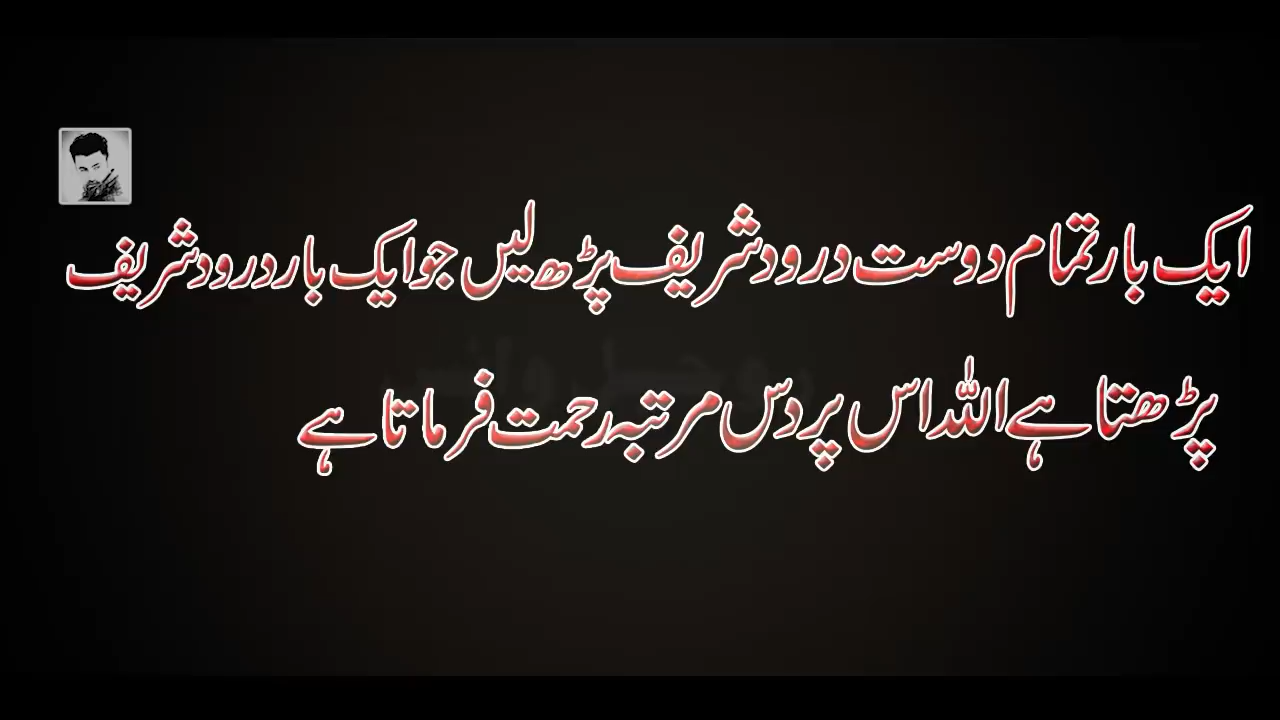 ایک بار تمام دوست درود شریف پڑھ لیں جو ایک بار درود شریف
پڑھتا ہے اللہ اس پر دس مرتبہ رحمت فرماتا ہے